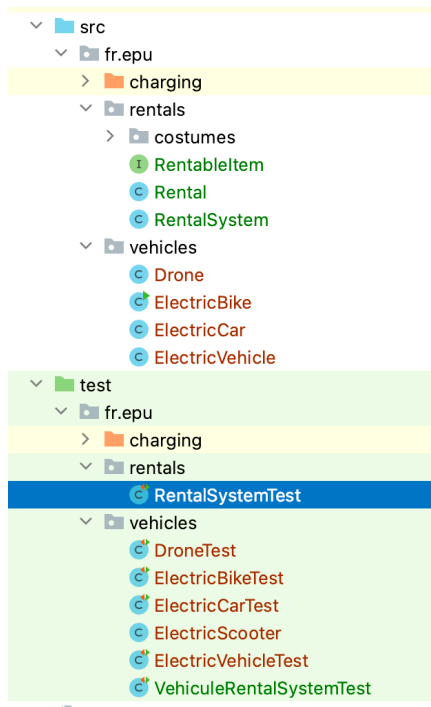 src
fr.epu
charging
rentals
costumes
I RentableItem
C Rental
C RentalSystem
vehicles
C Drone
C ElectricBike
C ElectricCar
C ElectricVehicle
test
fr.epu
charging
rentals
C RentalSystemTest
vehicles
C DroneTest
C ElectricBikeTest
C ElectricCarTest
C ElectricScooter
C ElectricVehicleTest
C VehiculeRentalSystemTest